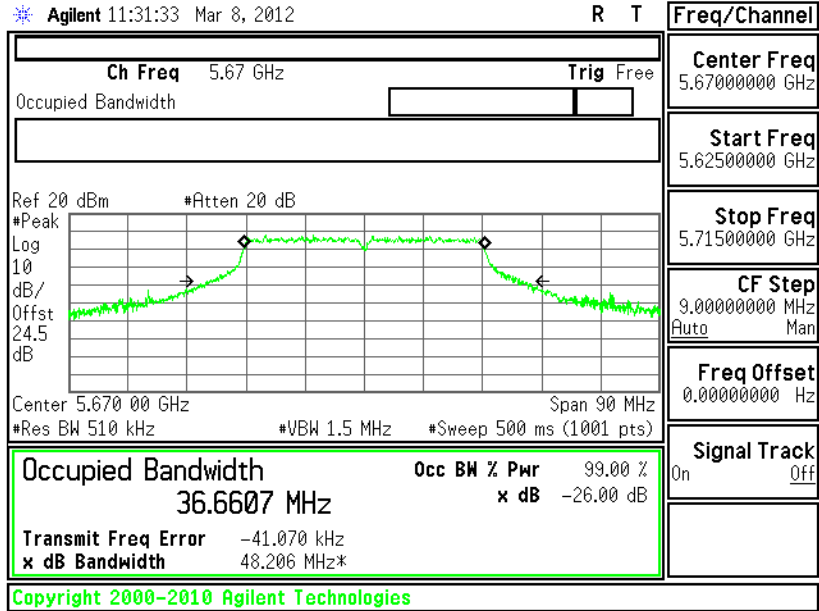 Agilent 11:31:33 Mar 8, 2012 R T
Ch Freq 5.67 GHz Trig Free
Occupied Bandwidth
Ref 20 dBm #Atten 20 dB
#Peak
Log
10
dB/
Offst
24.5
dB
Center 5.670 00 GHz Span 90 MHz
#Res BW 510 kHz #VBW 1.5 MHz #Sweep 500 ms (1001 pts)
Occupied Bandwidth
36.6607 MHz
Occ BW % Pwr 99.00 %
x dB -26.00 dB
Transmit Freq Error -41.070 kHz
x dB Bandwidth 48.206 MHz*
Copyright 2000-2010 Agilent Technologies
Freq/Channel
Center Freq
5.67000000 GHz
Start Freq
5.62500000 GHz
Stop Freq
5.71500000 GHz
CF Step
9.00000000 MHz
Auto Man
Freq Offset
0.00000000 Hz
Signal Track
On Off